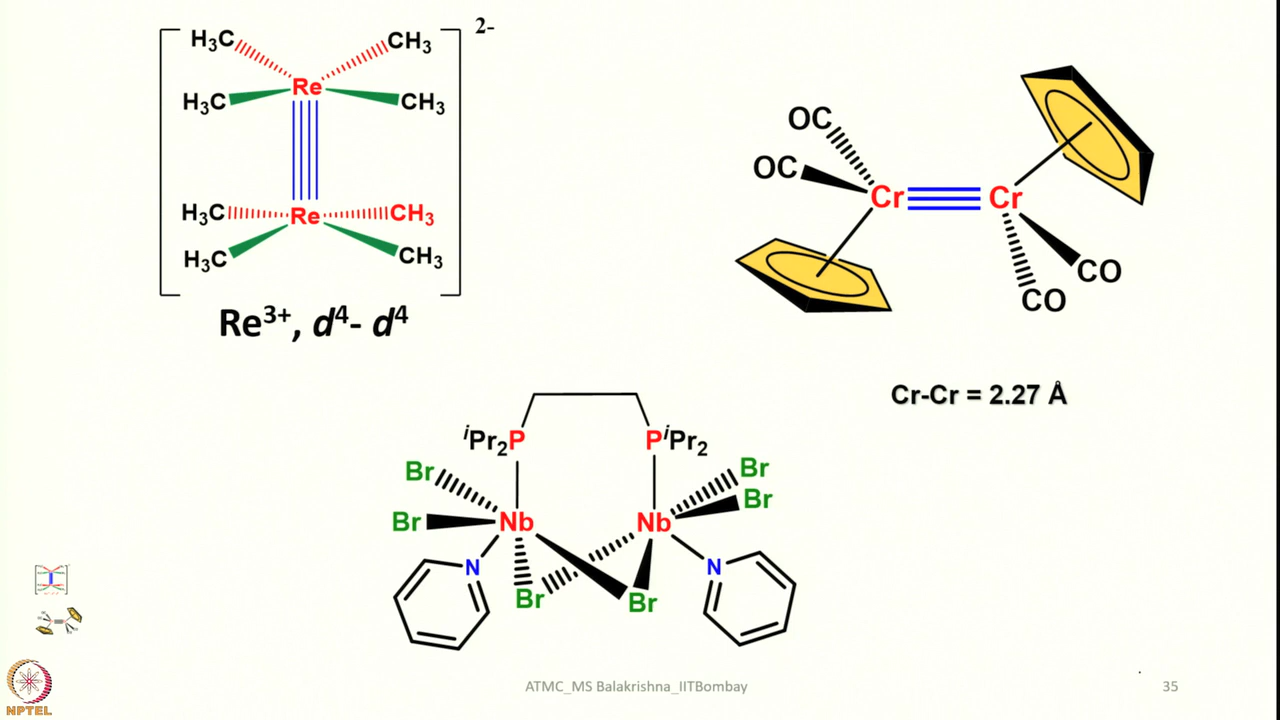 2-
H₃C CH₃
Re
H₃C CH₃
H₃C Re CH₃
H₃C CH₃
Re³⁺, d⁴- d⁴
OC
OC
Cr Cr
CO
CO
Cr-Cr = 2.27 Å
ⁱPr₂P PⁱPr₂
Br Br
Br Nb Nb Br
N N
Br Br
NPTEL
ATMC_MS Balakrishna_IITBombay
35